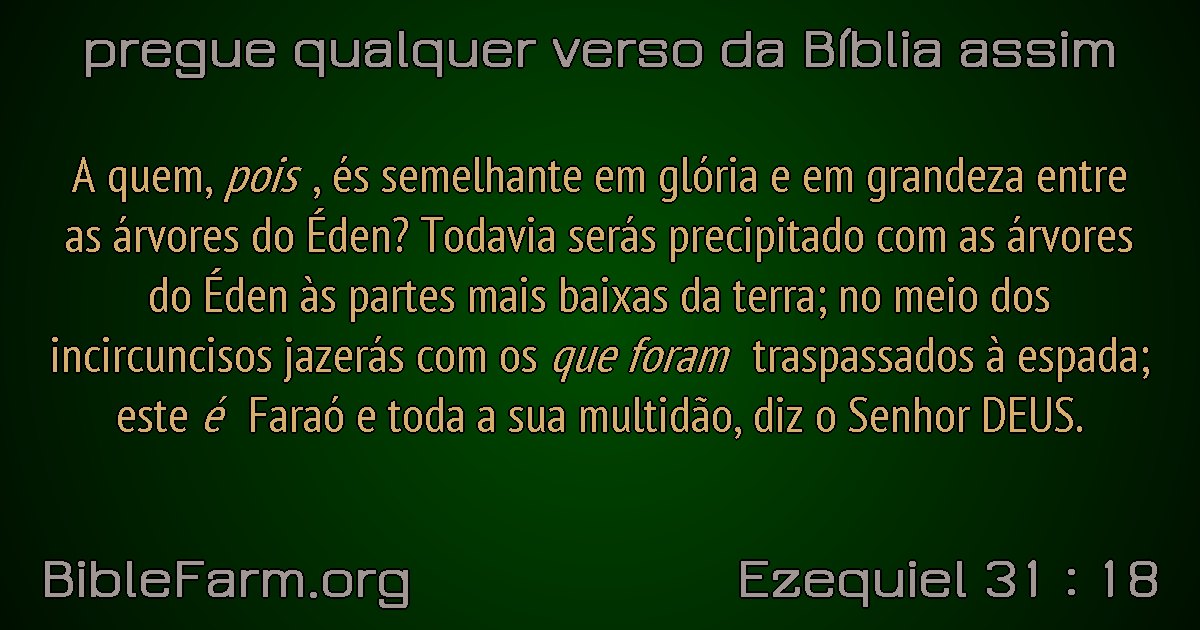 pregue qualquer verso da Bíblia assim
A quem, pois , és semelhante em glória e em grandeza entre
as árvores do Éden? Todavia serás precipitado com as árvores
do Éden às partes mais baixas da terra; no meio dos
incircuncisos jazerás com os que foram traspassados à espada;
este é Faraó e toda a sua multidão, diz o Senhor DEUS.
BibleFarm.org
Ezequiel 31 : 18